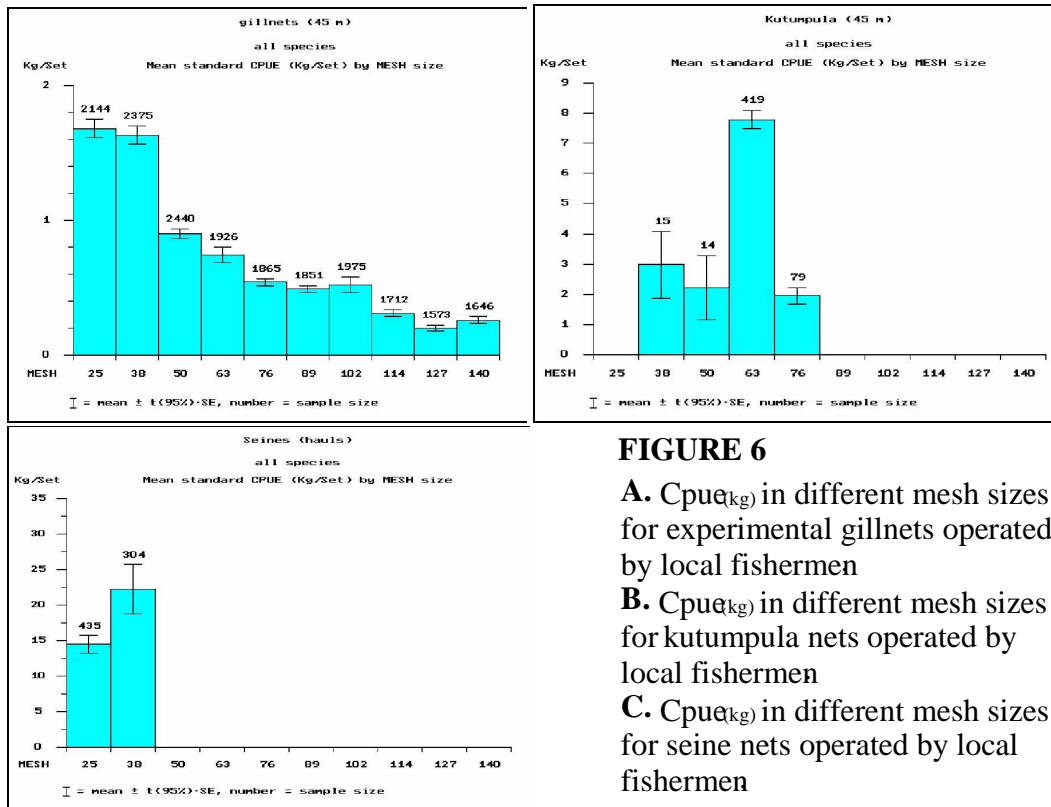 gillnets (45 m)
all species
Kg/Set Mean standard CPUE (Kg/Set) by MESH size
2
2144
2375
2440
1926
1865
1851
1975
1712
1573
1646
1
0
MESH 25 38 50 63 76 89 102 114 127 140
I = mean ± t(95%)·SE, number = sample size
Kutumpula (45 m)
all species
Kg/Set Mean standard CPUE (Kg/Set) by MESH size
9
8
7
6
5
4
3
2
1
0
15
14
419
79
MESH 25 38 50 63 76 89 102 114 127 140
I = mean ± t(95%)·SE, number = sample size
Seines (hauls)
all species
Kg/Set Mean standard CPUE (Kg/Set) by MESH size
35
30
25
20
15
10
5
0
435
304
MESH 25 38 50 63 76 89 102 114 127 140
I = mean ± t(95%)·SE, number = sample size
FIGURE 6
A. Cpue(kg) in different mesh sizes
for experimental gillnets operated
by local fishermen.
B. Cpue(kg) in different mesh sizes
for kutumpula nets operated by
local fishermen.
C. Cpue(kg) in different mesh sizes
for seine nets operated by local
fishermen.